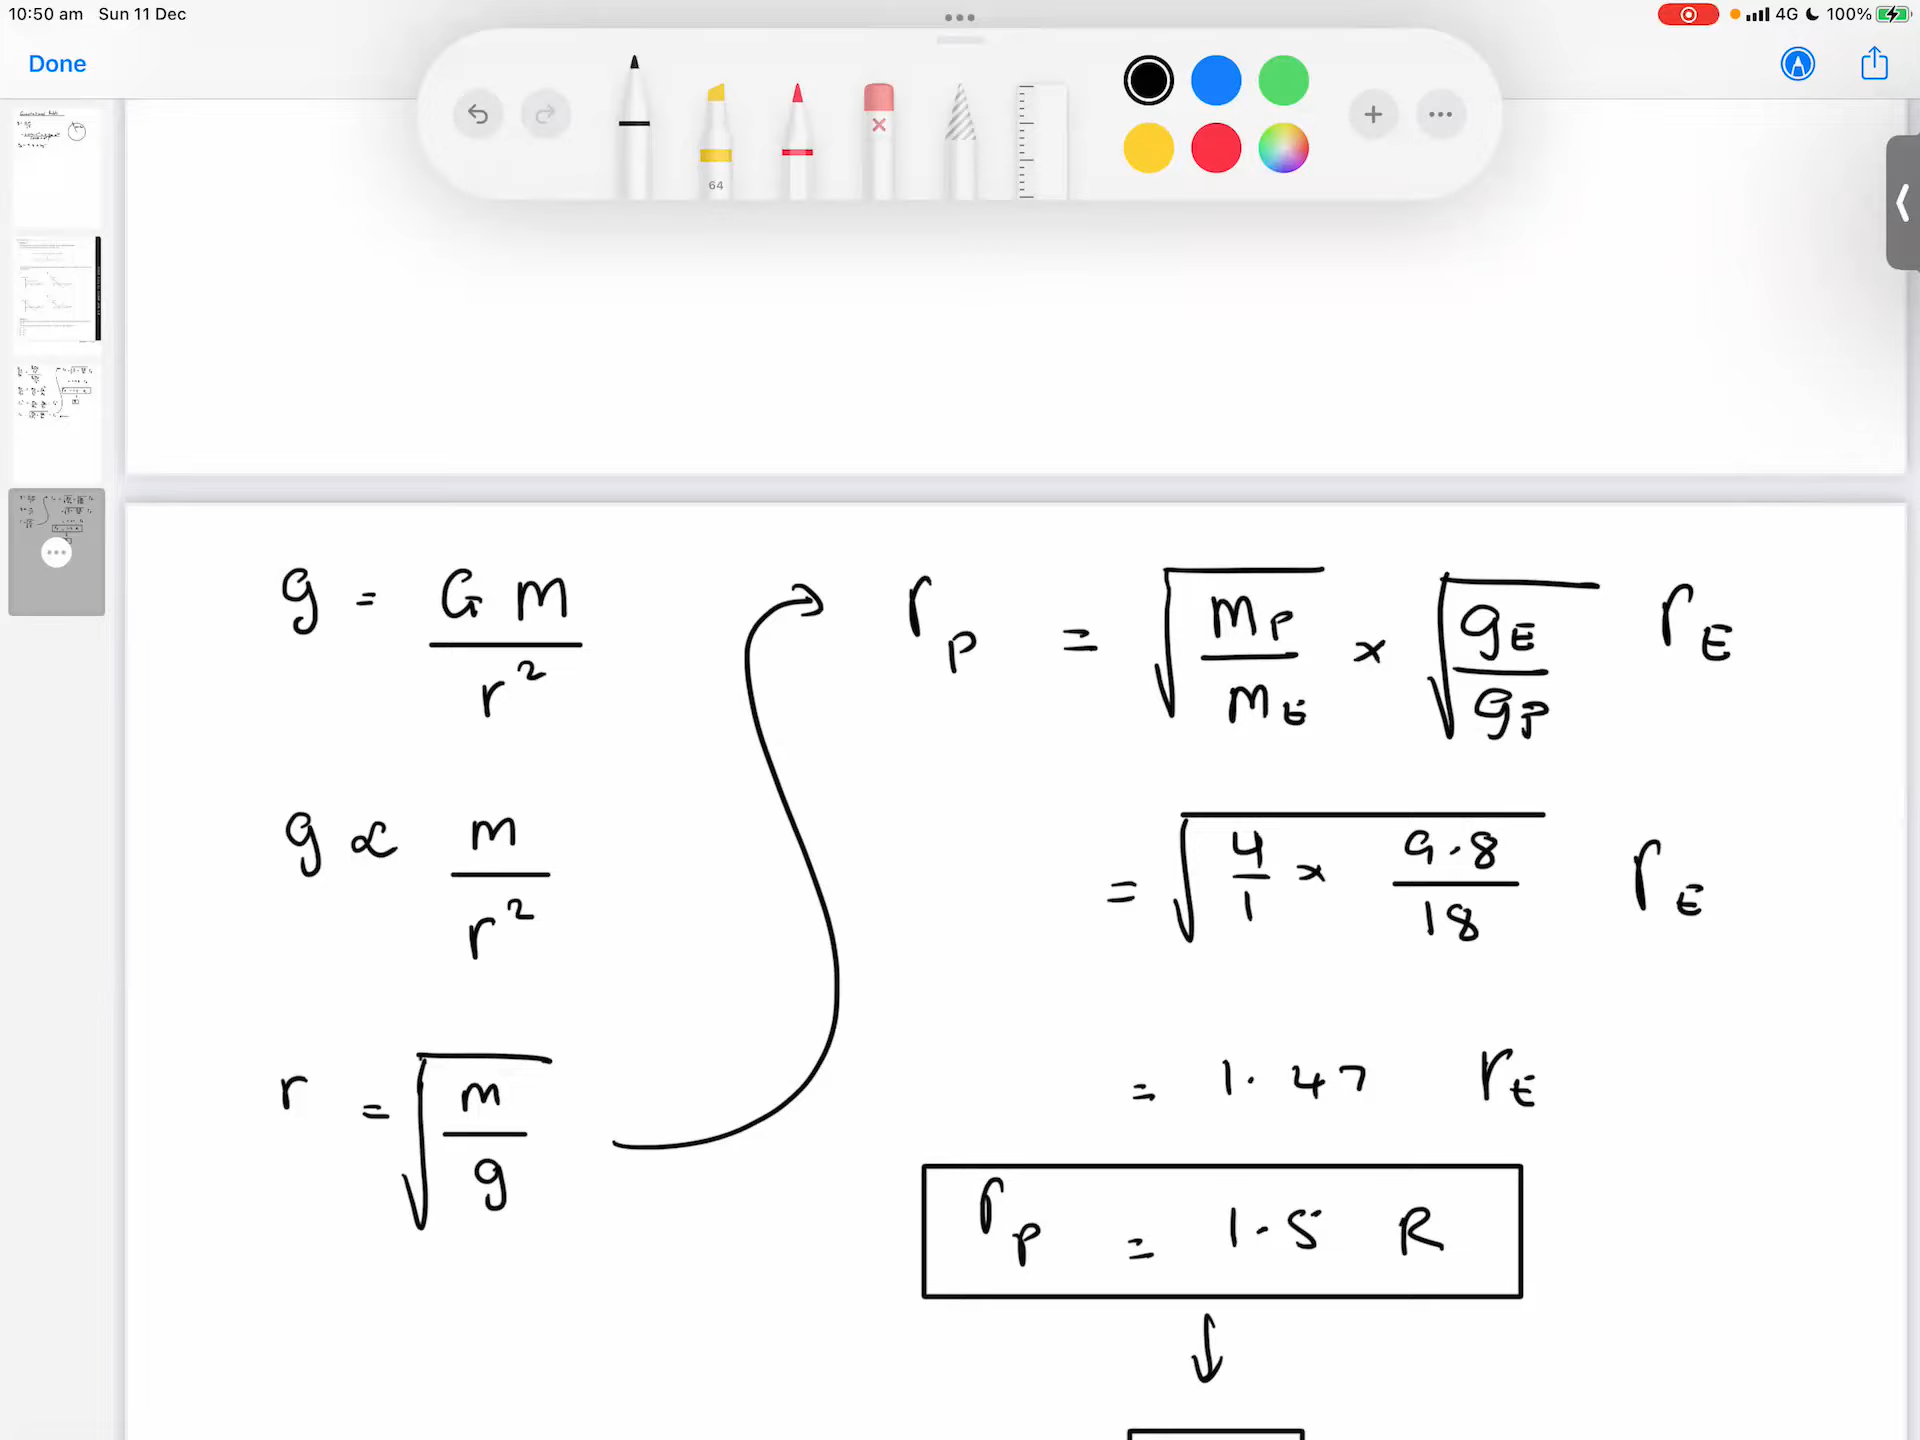 10:50 am Sun 11 Dec
4G 100%
Done
64
g = G m / r²
g ∝ m / r²
r = √(m / g)
r_P = √(m_P / m_E) × √(g_E / g_P) r_E
= √(4/1 × 9.8/18) r_E
= 1.47 r_E
r_P = 1.5 R